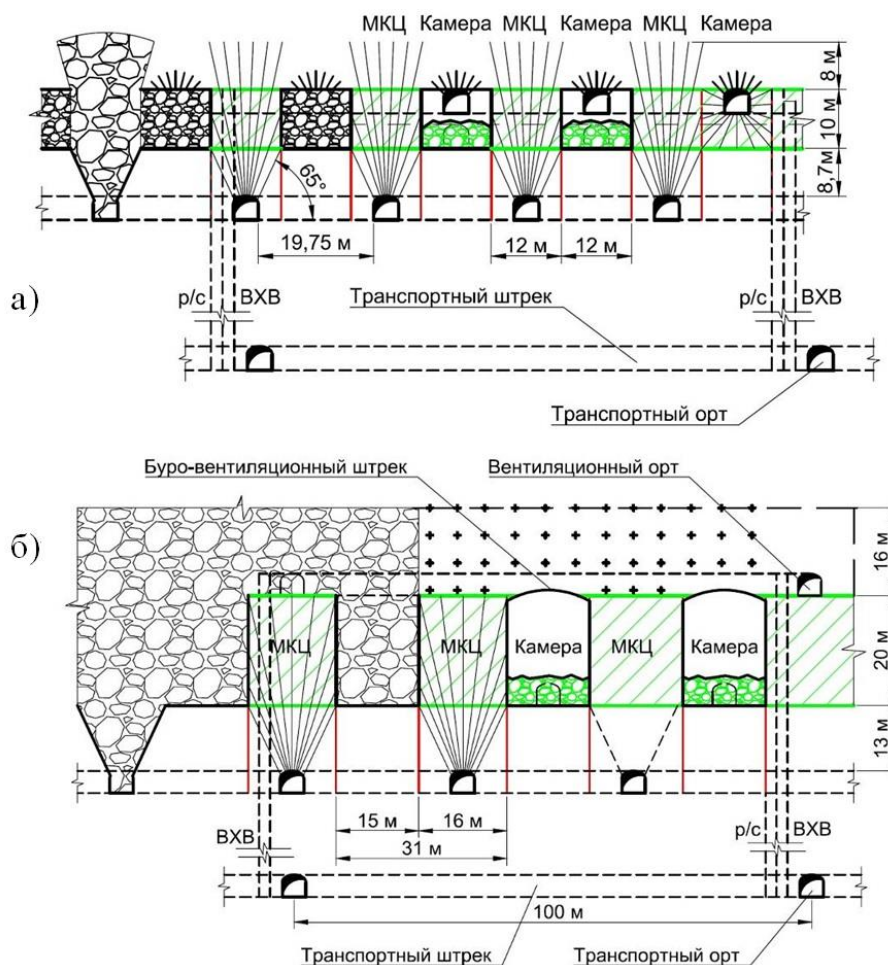 МКЦ Камера МКЦ Камера МКЦ Камера
8 м
10 м
8,7м
65°
19,75 м
12 м
12 м
а)
р/с ВХВ
р/с ВХВ
Транспортный штрек
Транспортный орт
Буро-вентиляционный штрек
Вентиляционный орт
б)
16 м
МКЦ МКЦ Камера МКЦ Камера
20 м
13 м
15 м 16 м
31 м
ВХВ
р/с ВХВ
100 м
Транспортный штрек
Транспортный орт